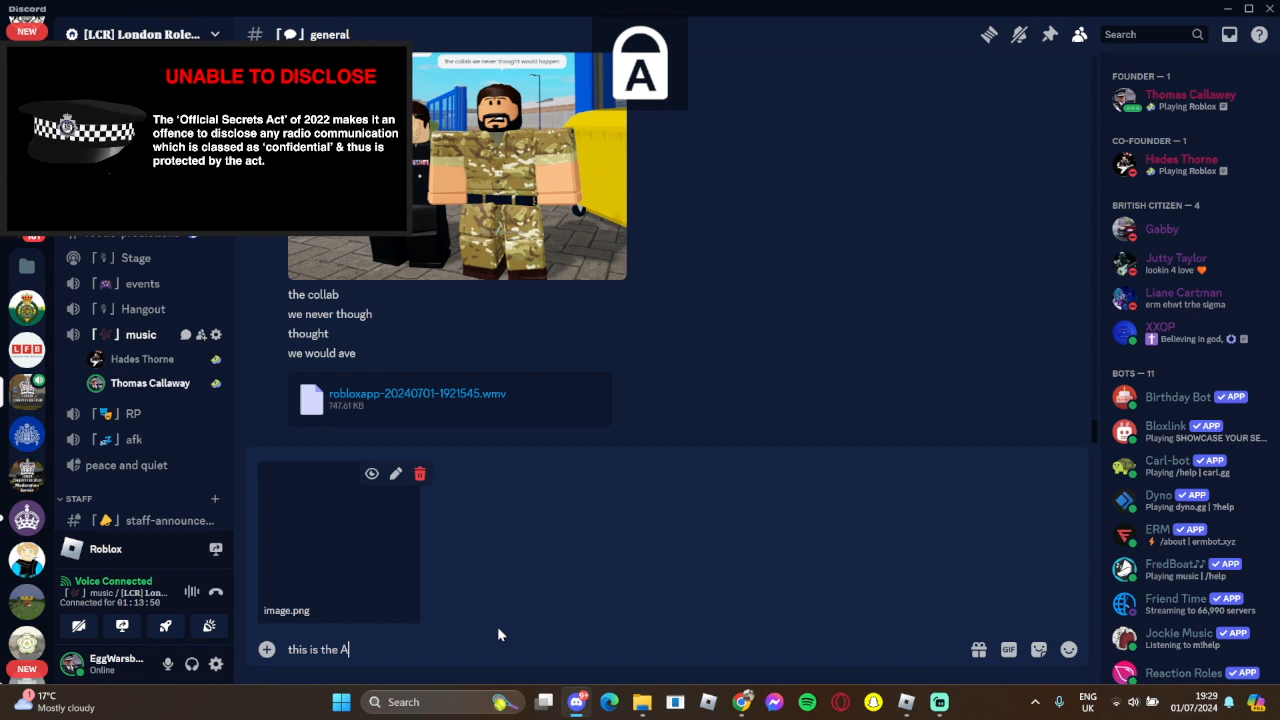 Discord
NEW
[LCR] London Role...
# [💬] general
Search
UNABLE TO DISCLOSE
The ‘Official Secrets Act’ of 2022 makes it an
offence to disclose any radio communication
which is classed as ‘confidential’ & thus is
protected by the act.
the collab we never thought would happen
A
Stage
events
Hangout
music
Hades Thorne
Thomas Callaway
RP
afk
peace and quiet
STAFF
staff-announce...
Roblox
Voice Connected
music / [LCR] Lon...
Connected for 01:13:50
EggWarsb...
Online
NEW
LFB
the collab
we never though
thought
we would ave
robloxapp-20240701-1921545.wmv
747.61 KB
image.png
this is the A
GIF
FOUNDER — 1
Thomas Callaway
Playing Roblox
CO-FOUNDER — 1
Hades Thorne
Playing Roblox
BRITISH CITIZEN — 4
Gabby
Jutty Taylor
lookin 4 love 🧡
Liane Cartman
erm ehwt trhe sigma
XXOP
Believing in god,
BOTS — 11
Birthday Bot ✓ APP
Bloxlink ✓ APP
Playing SHOWCASE YOUR SE...
Carl-bot ✓ APP
Playing /help | carl.gg
Dyno ✓ APP
Playing dyno.gg | ?help
ERM ✓ APP
/about | ermbot.xyz
FredBoat♪♪ ✓ APP
Playing music | /help
Friend Time ✓ APP
Streaming to 66,990 servers
Jockie Music ✓ APP
Listening to m!help
Reaction Roles ✓ APP
17°C
Mostly cloudy
Search
9+
ENG
UK
19:29
01/07/2024